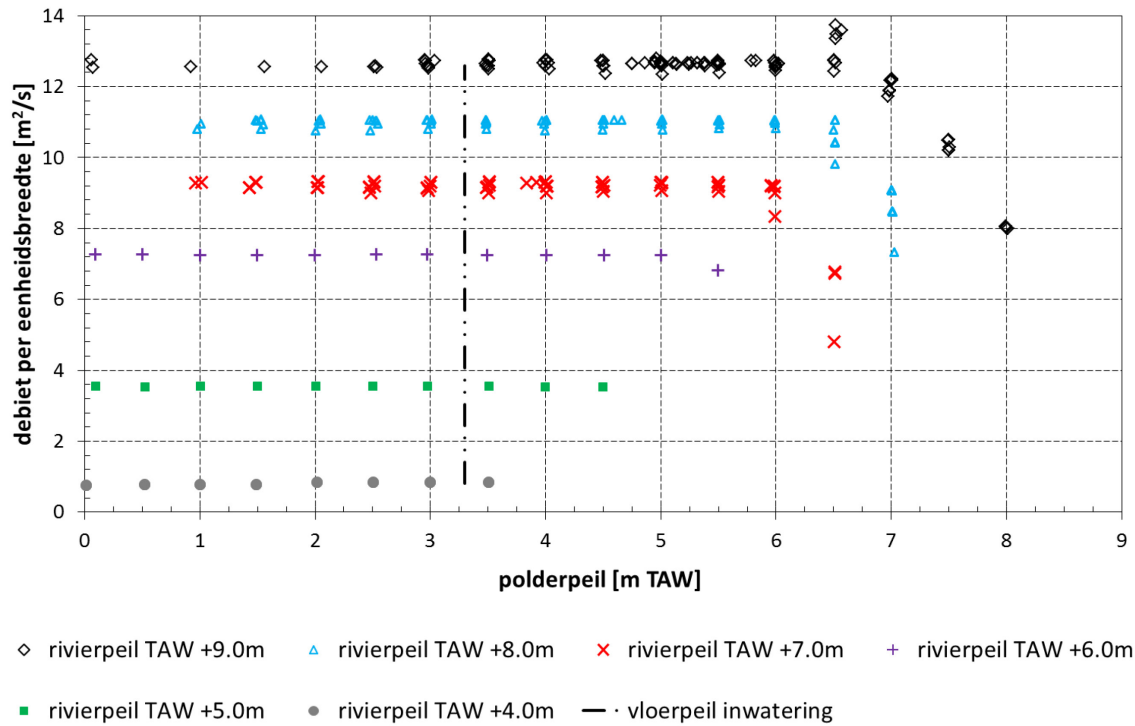 debiet per eenheidsbreedte [m²/s]
14
12
10
8
6
4
2
0
0 1 2 3 4 5 6 7 8 9
polderpeil [m TAW]
rivierpeil TAW +9.0m rivierpeil TAW +8.0m rivierpeil TAW +7.0m rivierpeil TAW +6.0m
rivierpeil TAW +5.0m rivierpeil TAW +4.0m vloerpeil inwatering